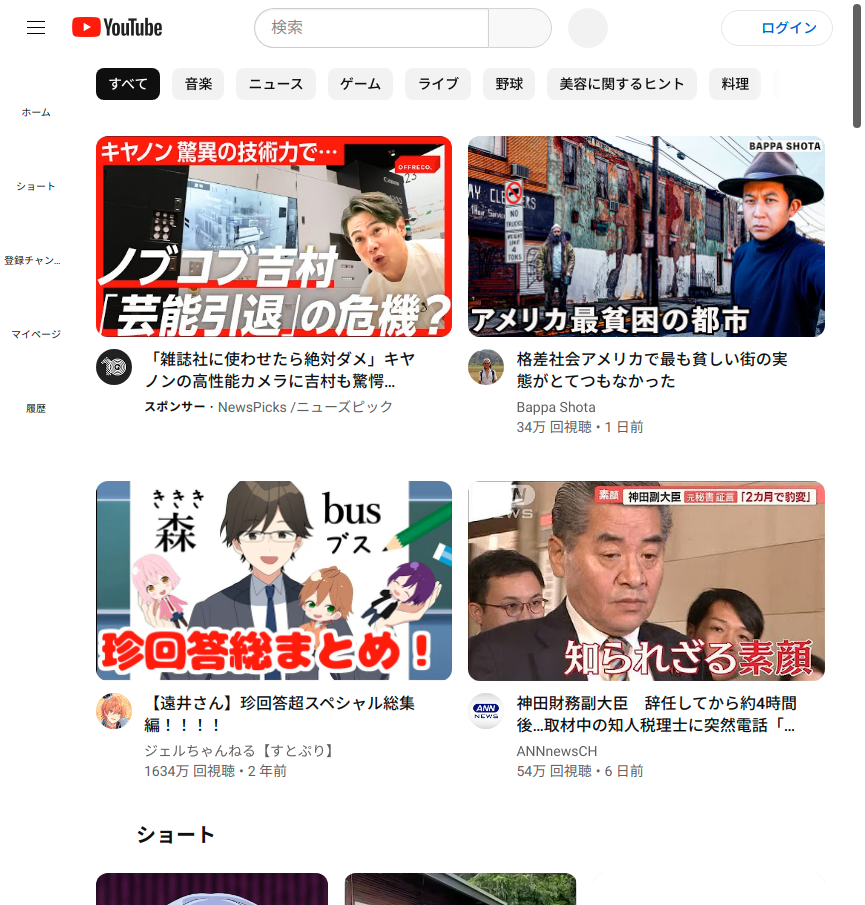 YouTube
検索
ログイン
すべて
音楽
ニュース
ゲーム
ライブ
野球
美容に関するヒント
料理
ホーム
ショート
登録チャン...
マイページ
履歴
キヤノン 驚異の技術力で…
OFFRECO.
Canon
23
ノブコブ吉村
「芸能引退」の危機？
「雑誌社に使わせたら絶対ダメ」キヤ
ノンの高性能カメラに吉村も驚愕...
スポンサー・NewsPicks /ニューズピック
BAPPA SHOTA
NO
TRUCKS
WEIGHT
LIMIT
4
TONS
アメリカ最貧困の都市
格差社会アメリカで最も貧しい街の実
態がとてつもなかった
Bappa Shota
34万 回視聴・1 日前
ききき
森
bus
ブス
珍回答総まとめ！
【遠井さん】珍回答超スペシャル総集
編！！！！
ジェルちゃんねる【すとぷり】
1634万 回視聴・2 年前
素顔 神田副大臣 元秘書証言 「2カ月で豹変」
知られざる素顔
ANN
NEWS
神田財務副大臣　辞任してから約4時間
後…取材中の知人税理士に突然電話「...
ANNnewsCH
54万 回視聴・6 日前
ショート